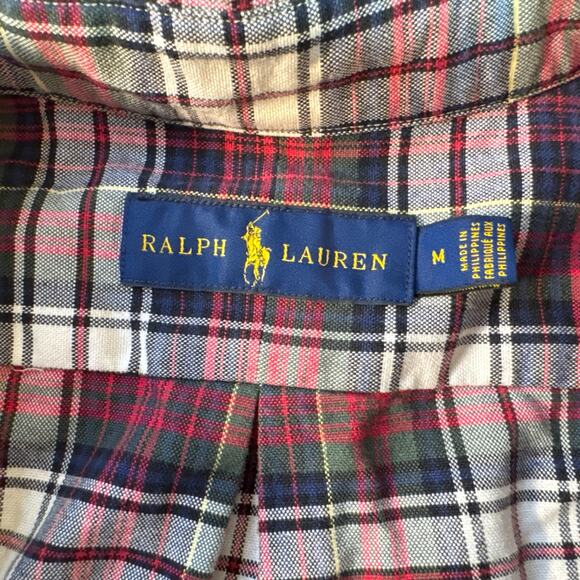 RALPH LAUREN
M
MADE IN
PHILIPPINES
FABRIQUÉ AUX
PHILIPPINES